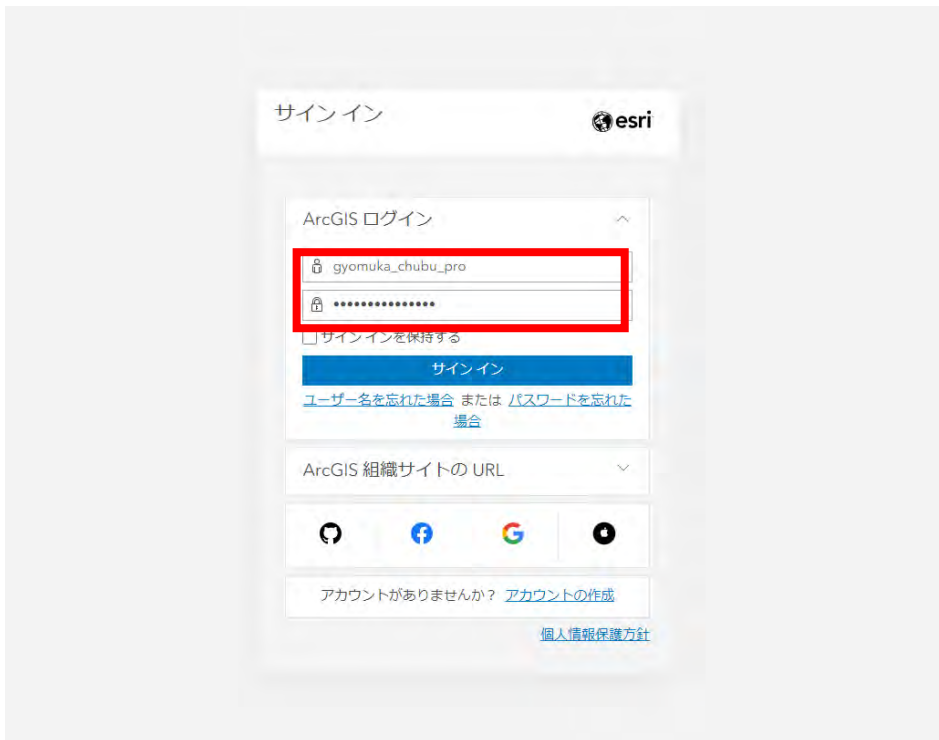 サイン イン
esri
ArcGIS ログイン
gyomuka_chubu_pro
•••••••••••••••
サイン インを保持する
サイン イン
ユーザー名を忘れた場合 または パスワードを忘れた
場合
ArcGIS 組織サイトの URL
アカウントがありませんか? アカウントの作成
個人情報保護方針